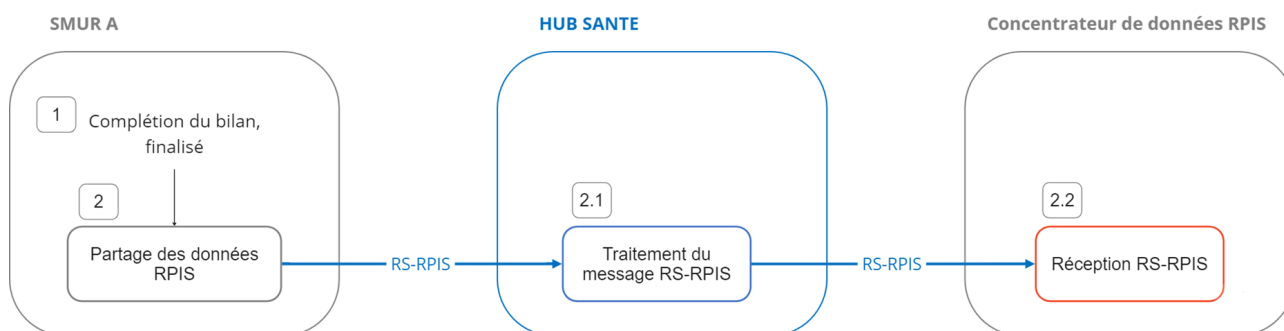 SMUR A
HUB SANTE
Concentrateur de données RPIS
1
Complétion du bilan,
finalisé
2
Partage des données
RPIS
RS-RPIS
2.1
Traitement du
message RS-RPIS
RS-RPIS
2.2
Réception RS-RPIS